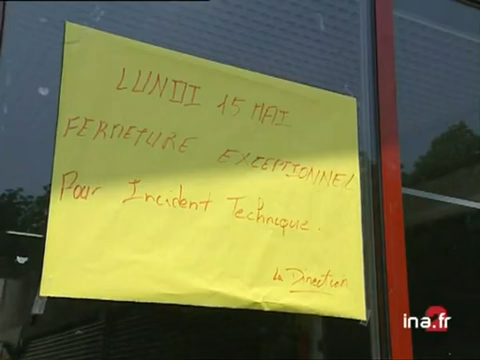 LUNDI 15 MAI
FERMETURE EXCEPTIONNEL
Pour Incident Technique.
La Direction
ina.fr